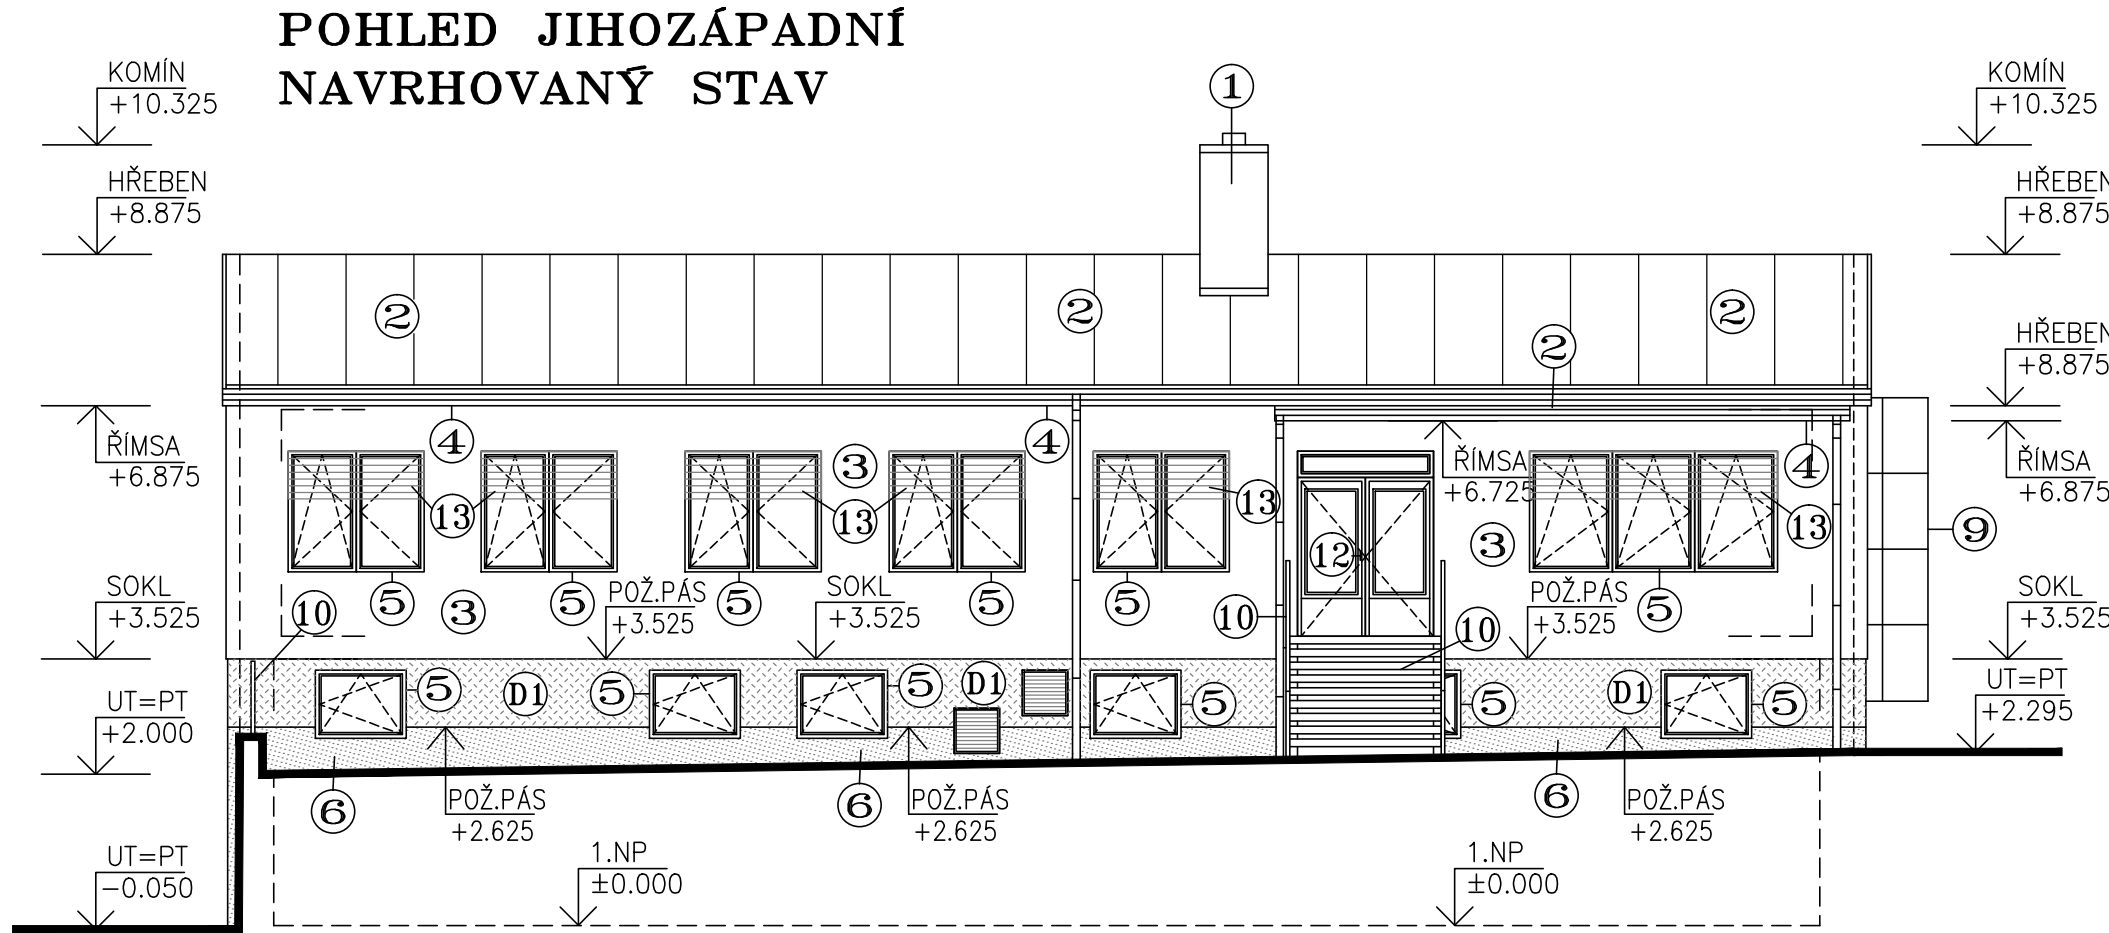 POHLED JIHOZÁPADNÍ
NAVRHOVANÝ STAV
KOMÍN
+10.325
1
KOMÍN
+10.325
HŘEBEN
+8.875
HŘEBEN
+8.875
2
2
2
2
HŘEBEN
+8.875
ŘÍMSA
+6.875
4
3
4
ŘÍMSA
+6.725
4
ŘÍMSA
+6.875
13
13
13
12
3
13
9
SOKL
+3.525
10
5
3
5
POŽ.PÁS
+3.525
5
SOKL
+3.525
5
5
10
10
POŽ.PÁS
+3.525
5
SOKL
+3.525
UT=PT
+2.000
5
D1
5
5
D1
5
5
D1
5
UT=PT
+2.295
6
POŽ.PÁS
+2.625
6
POŽ.PÁS
+2.625
6
POŽ.PÁS
+2.625
UT=PT
-0.050
1.NP
±0.000
1.NP
±0.000